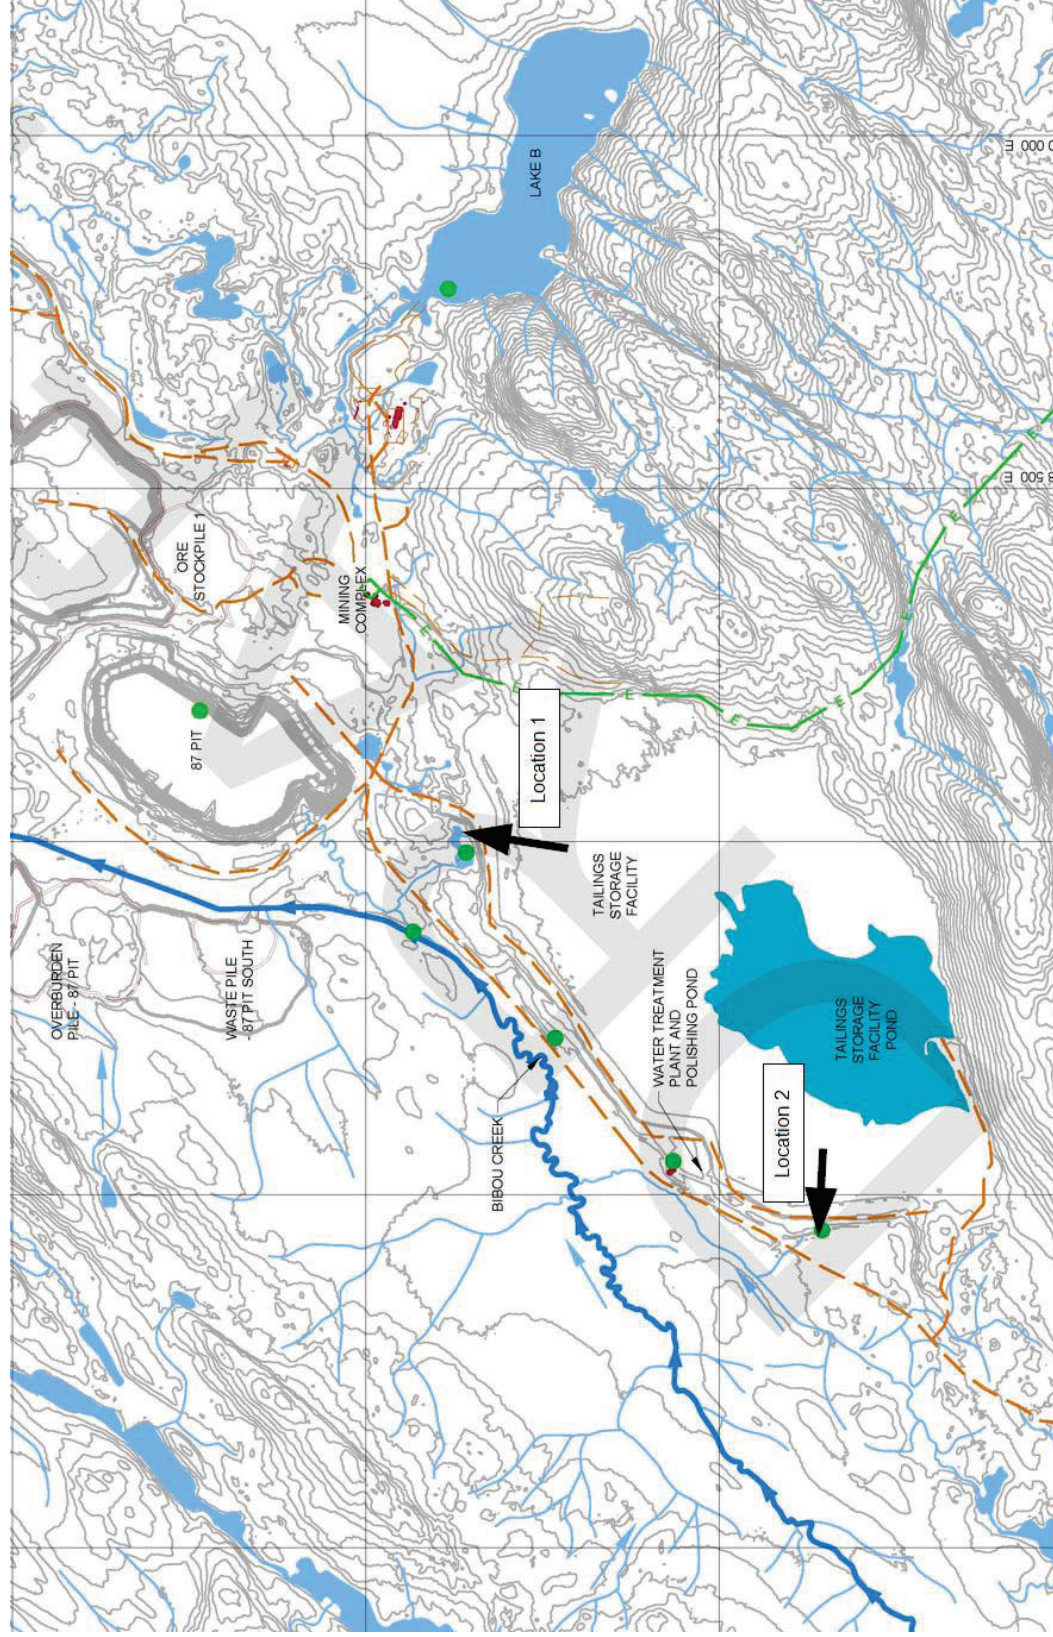 LAKE B
0 000 E
8 500 E
ORE
STOCKPILE 1
MINING
COMPLEX
87 PIT
Location 1
TAILINGS
STORAGE
FACILITY
OVERBURDEN
PILE - 87 PIT
WASTE PILE
- 87 PIT SOUTH
WATER TREATMENT
PLANT AND
POLISHING POND
TAILINGS
STORAGE
FACILITY
POND
BIBOU CREEK
Location 2
E
E
E
E
E
E
E
E
E